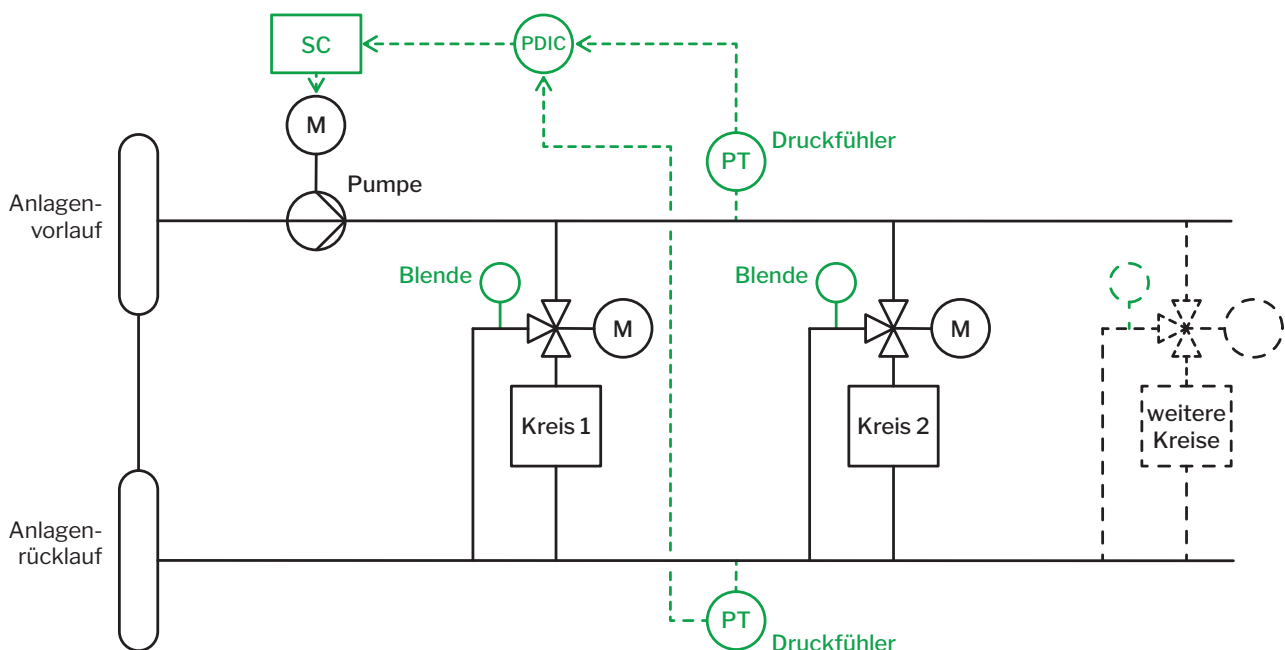 SC
PDIC
M
PT
Druckfühler
Pumpe
Anlagen-
vorlauf
Blende
M
Blende
M
Kreis 1
Kreis 2
weitere
Kreise
Anlagen-
rücklauf
PT
Druckfühler